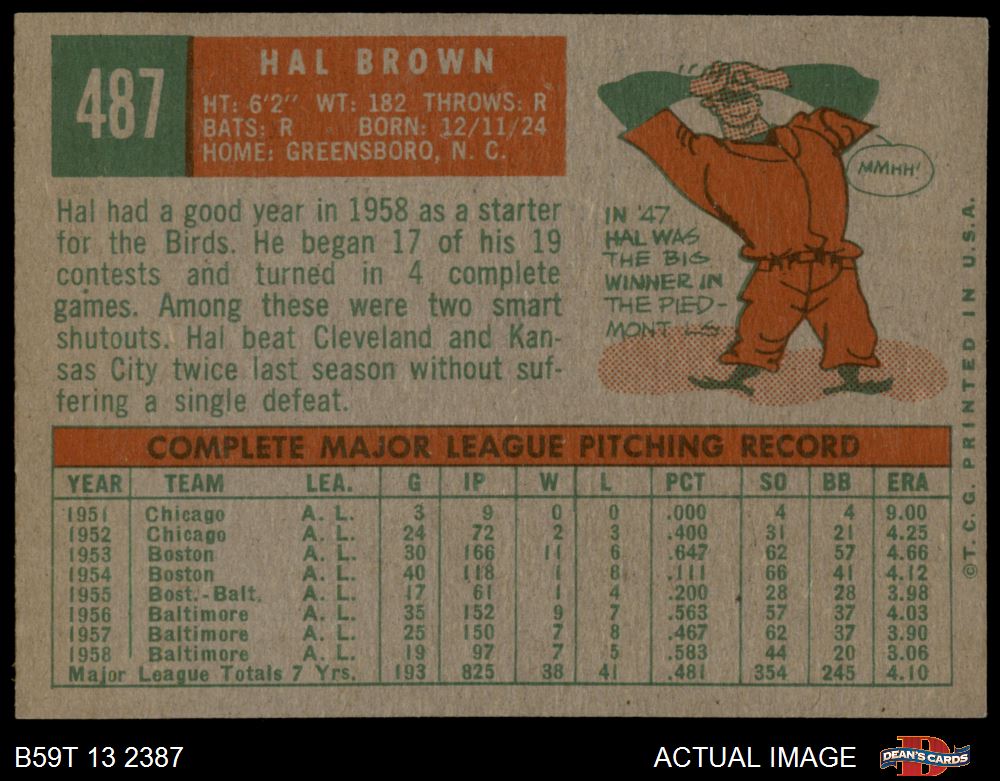 487
HAL BROWN
HT: 6'2" WT: 182 THROWS: R
BATS: R BORN: 12/11/24
HOME: GREENSBORO, N. C.
Hal had a good year in 1958 as a starter
for the Birds. He began 17 of his 19
contests and turned in 4 complete
games. Among these were two smart
shutouts. Hal beat Cleveland and Kan-
sas City twice last season without suf-
fering a single defeat.
MMHH!
IN '47
HAL WAS
THE BIG
WINNER IN
THE PIED-
MONT LG
©T. C. G. PRINTED IN U.S.A.
COMPLETE MAJOR LEAGUE PITCHING RECORD
YEAR TEAM LEA. G IP W L PCT SO BB ERA
1951 Chicago A. L. 3 9 0 0 .000 4 4 9.00
1952 Chicago A. L. 24 72 2 3 .400 31 21 4.25
1953 Boston A. L. 30 166 11 6 .647 62 57 4.66
1954 Boston A. L. 40 118 1 8 .111 66 41 4.12
1955 Bost.-Balt. A. L. 17 61 1 4 .200 28 28 3.98
1956 Baltimore A. L. 35 152 9 7 .563 57 37 4.03
1957 Baltimore A. L. 25 150 7 8 .467 62 37 3.90
1958 Baltimore A. L. 19 97 7 5 .583 44 20 3.06
Major League Totals 7 Yrs. 193 825 38 41 .481 354 245 4.10
B59T 13 2387
ACTUAL IMAGE
DEAN'S CARDS